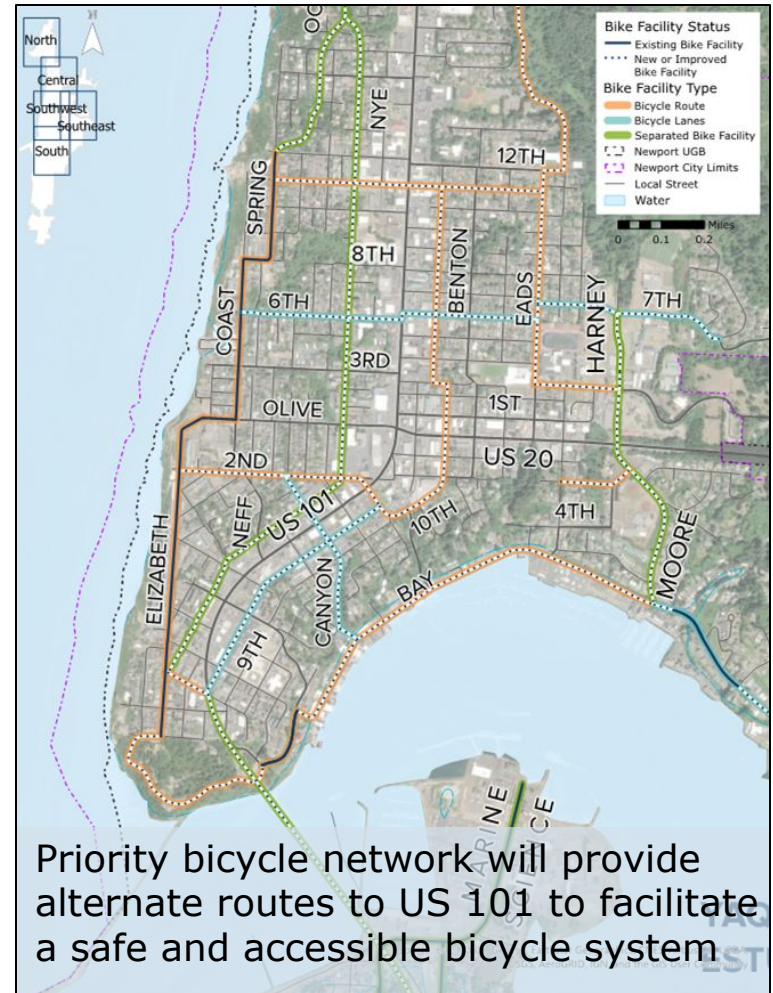 North
Central
Southwest
Southeast
South
N
Bike Facility Status
Existing Bike Facility
New or Improved
Bike Facility
Bike Facility Type
Bicycle Route
Bicycle Lanes
Separated Bike Facility
Newport UGB
Newport City Limits
Local Street
Water
Miles
0 0.1 0.2
OC
NYE
12TH
SPRING
8TH
BENTON
EADS
HARNEY
7TH
6TH
COAST
3RD
1ST
OLIVE
US 20
2ND
NEFF
US 101
10TH
4TH
MOORE
ELIZABETH
CANYON
BAY
9TH
MARINE
SCIENCE
Priority bicycle network will provide
alternate routes to US 101 to facilitate
a safe and accessible bicycle system
YAQ
ESTU